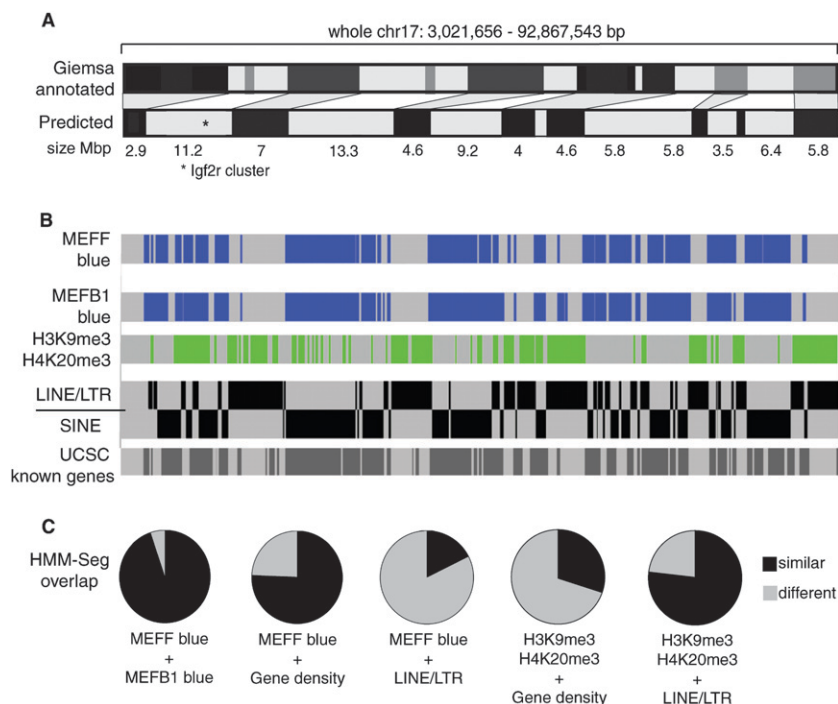 A
whole chr17: 3,021,656 - 92,867,543 bp
Giemsa
annotated
Predicted
*
size Mbp 2.9 11.2 7 13.3 4.6 9.2 4 4.6 5.8 5.8 3.5 6.4 5.8
* Igf2r cluster
B
MEFF
blue
MEFB1
blue
H3K9me3
H4K20me3
LINE/LTR
SINE
UCSC
known genes
C
HMM-Seg
overlap
similar
different
MEFF blue
+
MEFB1 blue
MEFF blue
+
Gene density
MEFF blue
+
LINE/LTR
H3K9me3
H4K20me3
+
Gene density
H3K9me3
H4K20me3
+
LINE/LTR